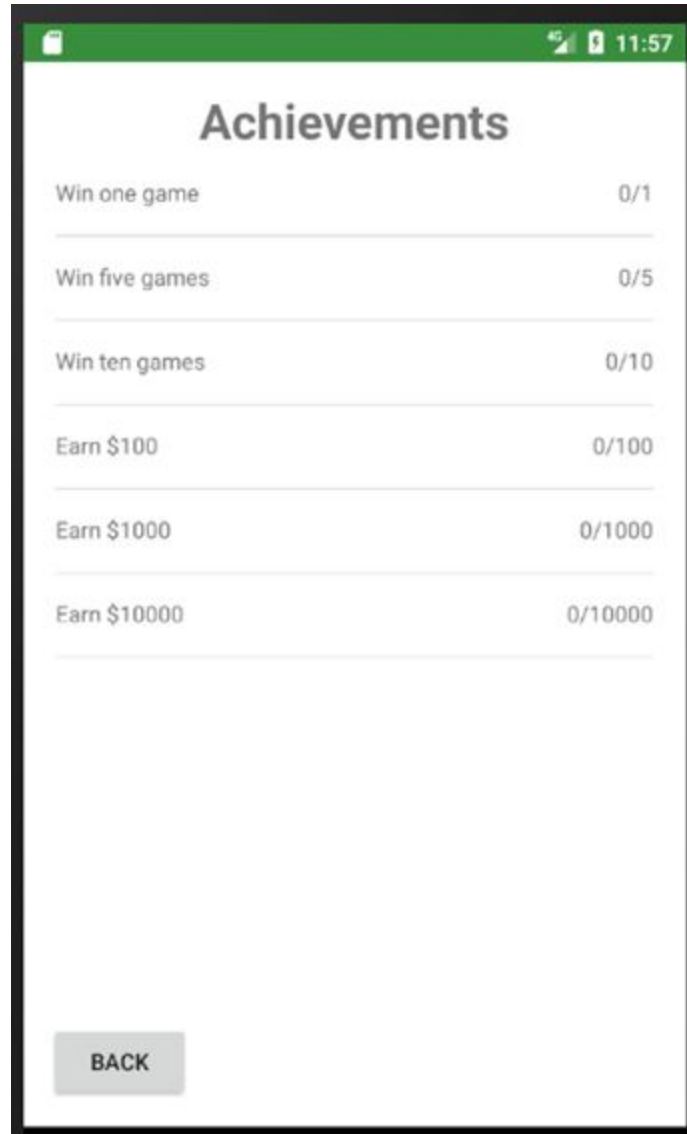 4G 11:57
Achievements
Win one game 0/1
Win five games 0/5
Win ten games 0/10
Earn $100 0/100
Earn $1000 0/1000
Earn $10000 0/10000
BACK